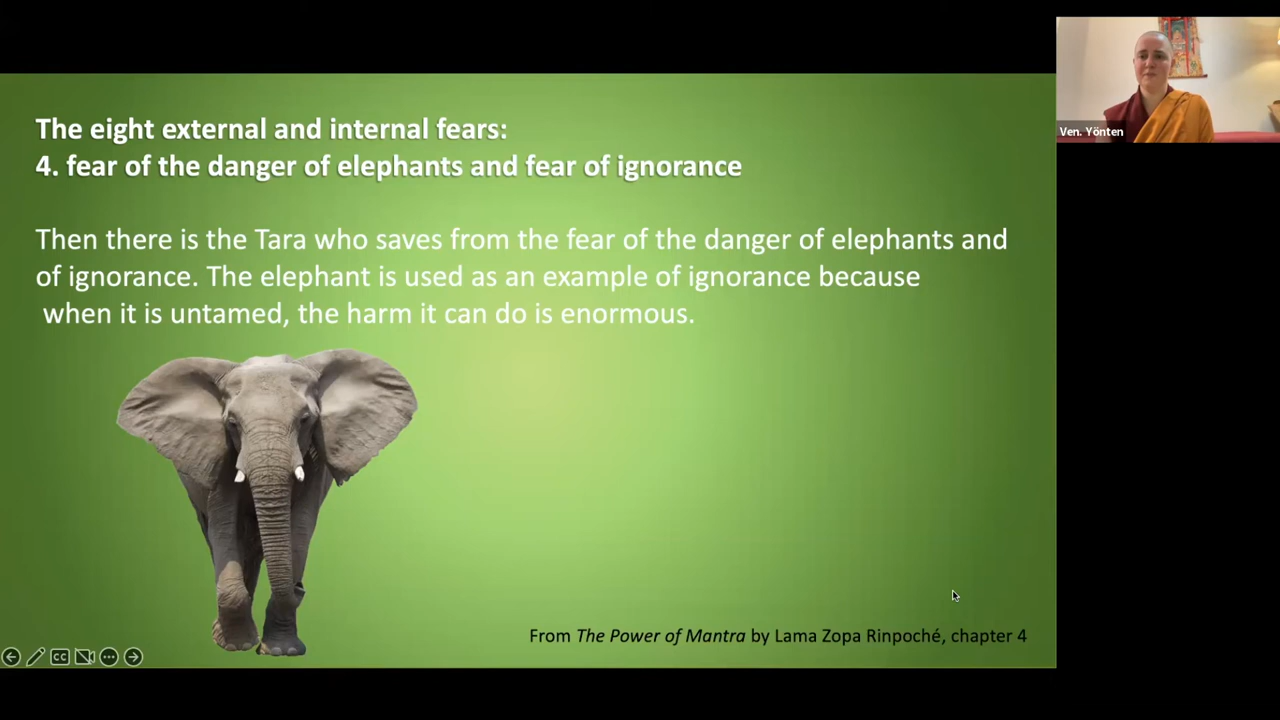 The eight external and internal fears:
4. fear of the danger of elephants and fear of ignorance
Then there is the Tara who saves from the fear of the danger of elephants and
of ignorance. The elephant is used as an example of ignorance because
when it is untamed, the harm it can do is enormous.
From The Power of Mantra by Lama Zopa Rinpoché, chapter 4
Ven. Yönten
CC